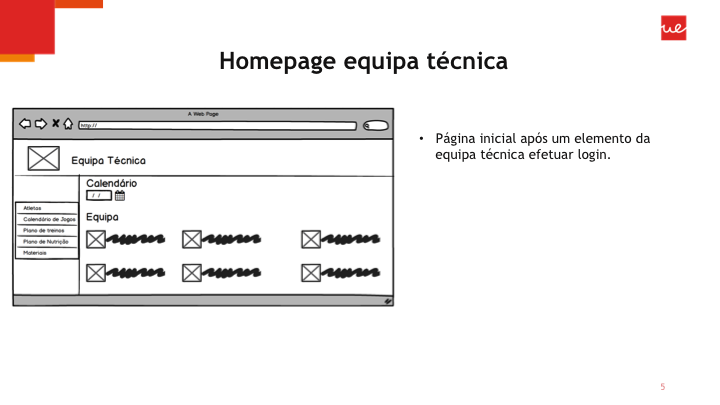 ue
Homepage equipa técnica
A Web Page
http://
Equipa Técnica
Calendário
/ /
Equipa
Atletas
Calendário de Jogos
Plano de treinos
Plano de Nutrição
Materiais
• Página inicial após um elemento da
equipa técnica efetuar login.
5